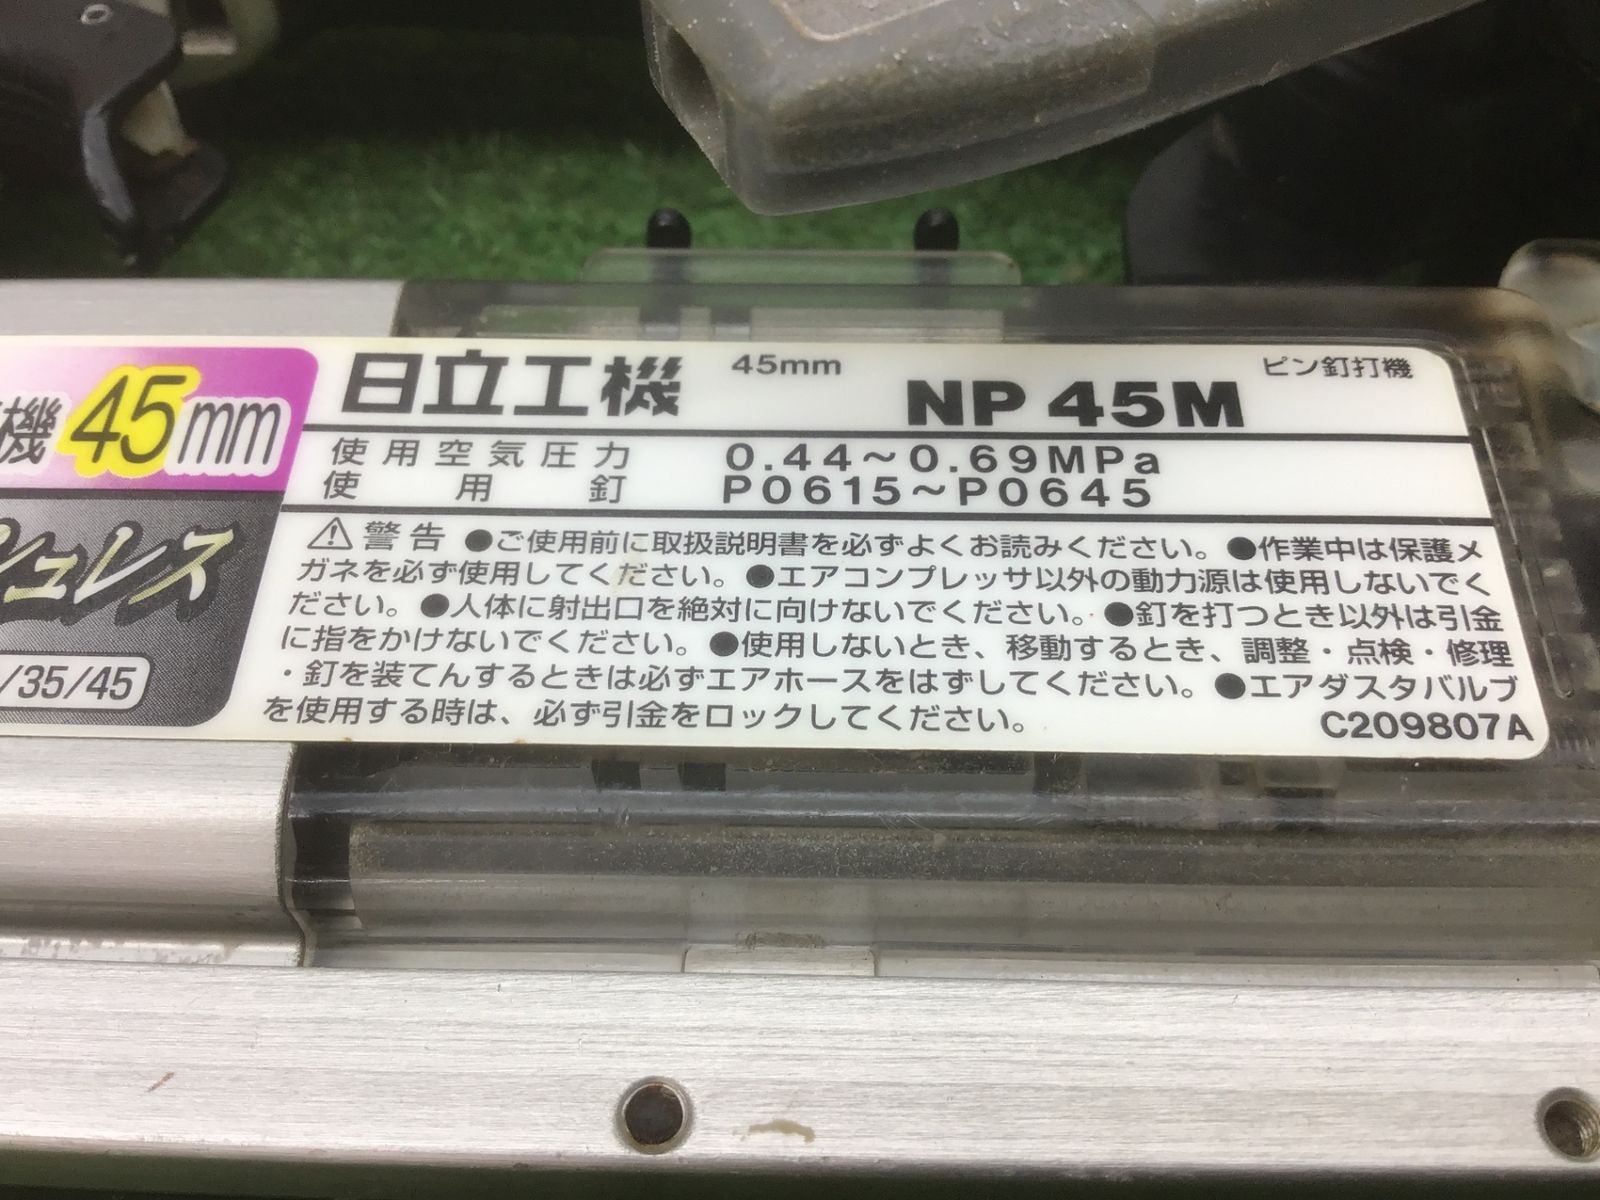 機 45mm
シュレス
/35/45
日立工機 45mm NP 45M ピン釘打機
使用空気圧力 0.44～0.69MPa
使用釘 P0615～P0645
⚠警告 ●ご使用前に取扱説明書を必ずよくお読みください。●作業中は保護メ
ガネを必ず使用してください。●エアコンプレッサ以外の動力源は使用しないでく
ださい。●人体に射出口を絶対に向けないでください。●釘を打つとき以外は引金
に指をかけないでください。●使用しないとき、移動するとき、調整・点検・修理
・釘を装てんするときは必ずエアホースをはずしてください。●エアダスタバルブ
を使用する時は、必ず引金をロックしてください。 C209807A